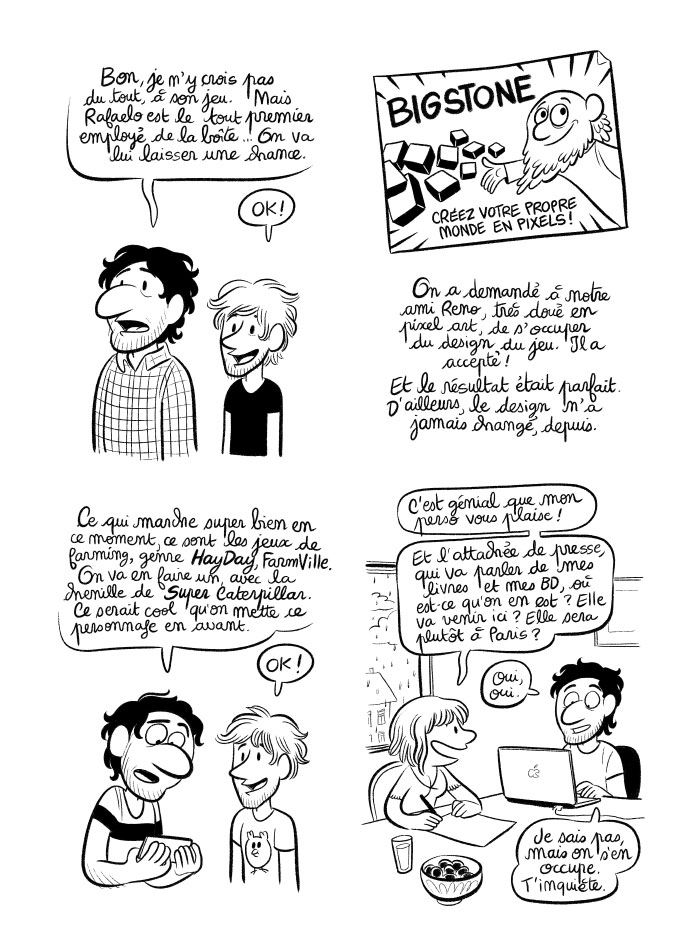 Bon, je n'y crois pas
du tout, à son jeu. Mais
Rafaelo est le tout premier
employé de la boîte... On va
lui laisser une chance.
OK!
BIGSTONE
CRÉEZ VOTRE PROPRE
MONDE EN PIXELS!
On a demandé à notre
ami Reno, très doué en
pixel art, de s'occuper
du design du jeu. Il a
accepté!
Et le résultat était parfait.
D'ailleurs, le design n'a
jamais changé, depuis.
Ce qui marche super bien en
ce moment, ce sont les jeux de
farming, genre HayDay, FarmVille.
On va en faire un, avec la
chenille de Super Caterpillar.
Ce serait cool qu'on mette ce
personnage en avant.
OK!
C'est génial que mon
perso vous plaise!
Et l'attachée de presse,
qui va parler de mes
livres et mes BD, où
est-ce qu'on en est? Elle
va venir ici? Elle sera
plutôt à Paris?
Oui,
oui.
Je sais pas,
mais on s'en
occupe.
T'inquiète.